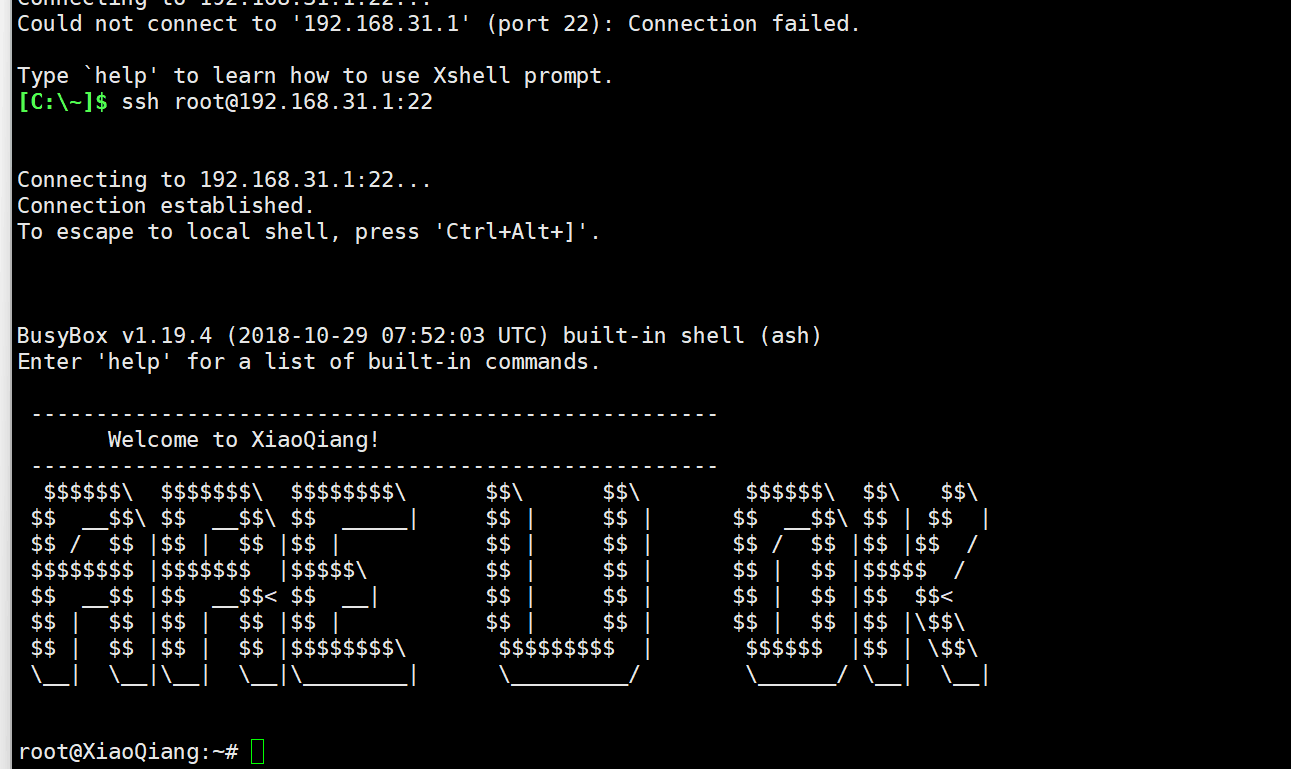 Connecting to 192.168.31.1:22...
Could not connect to '192.168.31.1' (port 22): Connection failed.
Type `help' to learn how to use Xshell prompt.
[C:\~]$ ssh root@192.168.31.1:22
Connecting to 192.168.31.1:22...
Connection established.
To escape to local shell, press 'Ctrl+Alt+]'.
BusyBox v1.19.4 (2018-10-29 07:52:03 UTC) built-in shell (ash)
Enter 'help' for a list of built-in commands.
-----------------------------------------------------
Welcome to XiaoQiang!
-----------------------------------------------------
  $$$$$$\  $$$$$$$\  $$$$$$$$\      $$\      $$\        $$$$$$\  $$\   $$\
 $$  __$$\ $$  __$$\ $$  _____|     $$ |     $$ |      $$  __$$\ $$ | $$  |
 $$ /  $$ |$$ |  $$ |$$ |           $$ |     $$ |      $$ /  $$ |$$ |$$  /
 $$$$$$$$ |$$$$$$$  |$$$$$\         $$ |     $$ |      $$ |  $$ |$$$$$  /
 $$  __$$ |$$  __$$< $$  __|        $$ |     $$ |      $$ |  $$ |$$  $$<
 $$ |  $$ |$$ |  $$ |$$ |           $$ |     $$ |      $$ |  $$ |$$ |\$$\
 $$ |  $$ |$$ |  $$ |$$$$$$$$\       $$$$$$$$$  |       $$$$$$  |$$ | \$$\
 \__|  \__|\__|  \__|\________|      \_________/        \______/ \__|  \__|
root@XiaoQiang:~#